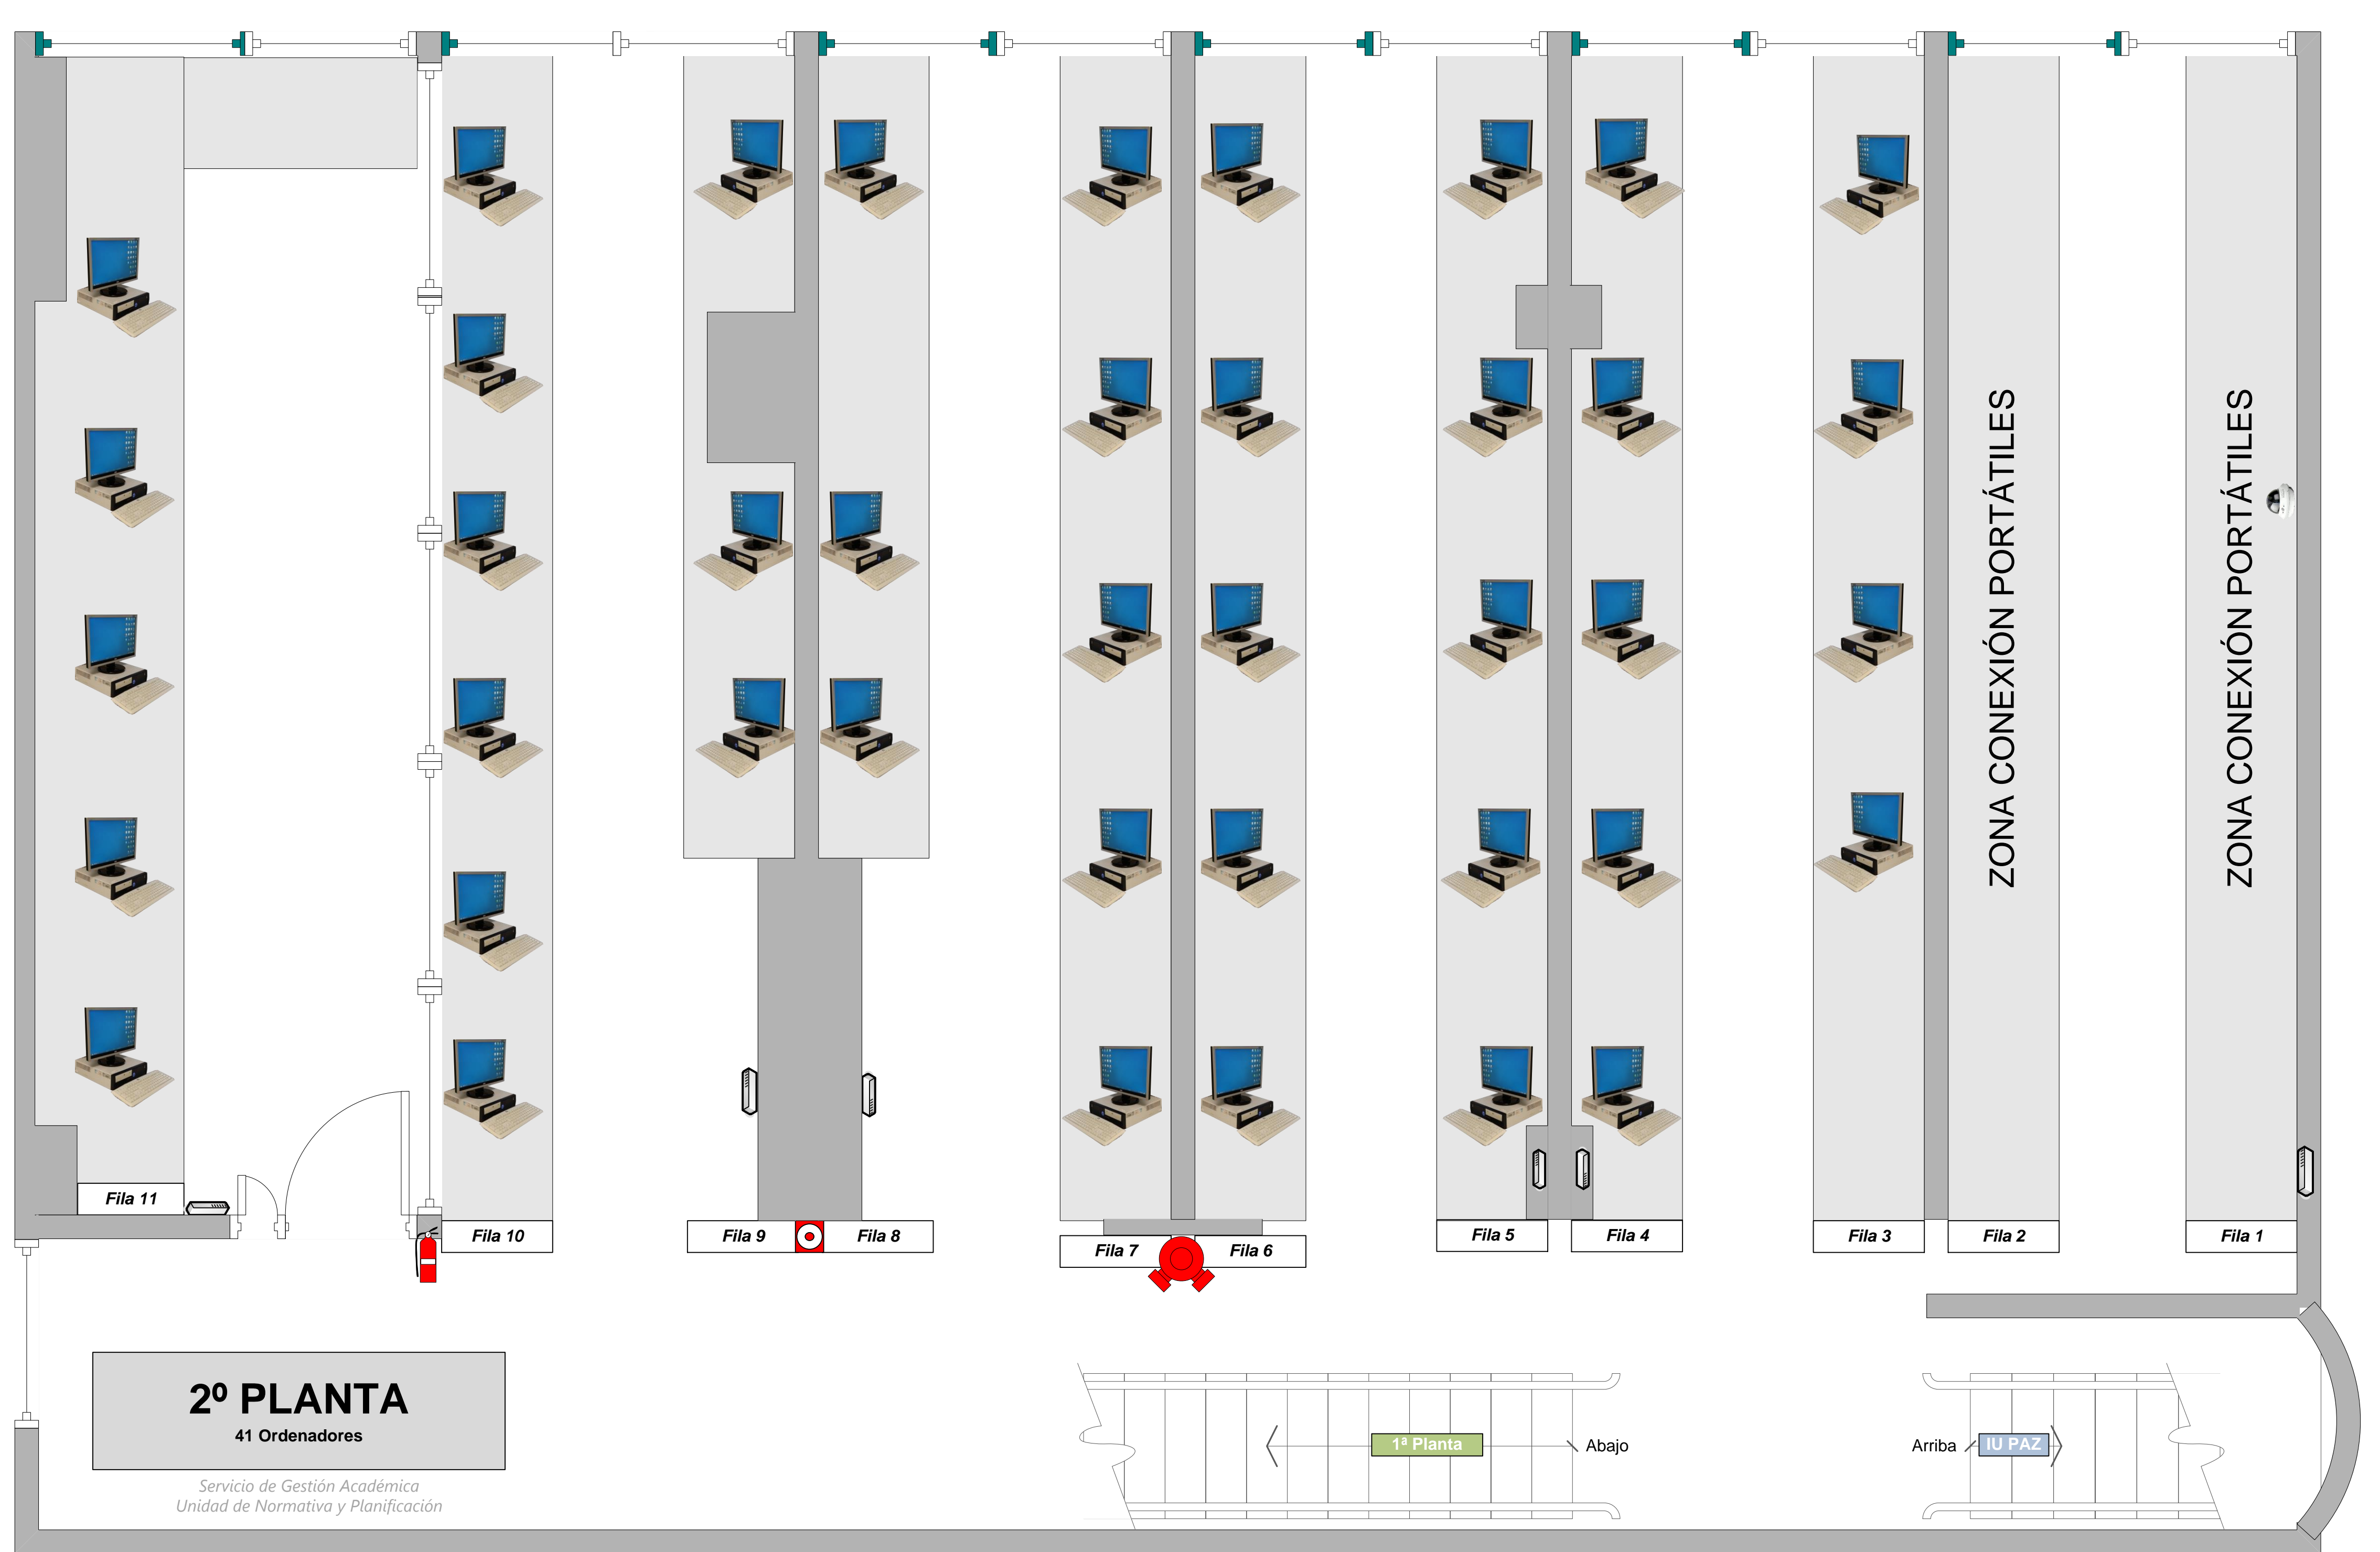 ZONA CONEXIÓN PORTÁTILES
ZONA CONEXIÓN PORTÁTILES
Fila 11
Fila 10
Fila 9
Fila 8
Fila 7
Fila 6
Fila 5
Fila 4
Fila 3
Fila 2
Fila 1
2º PLANTA
41 Ordenadores
Servicio de Gestión Académica
Unidad de Normativa y Planificación
1ª Planta
Abajo
Arriba
IU PAZ